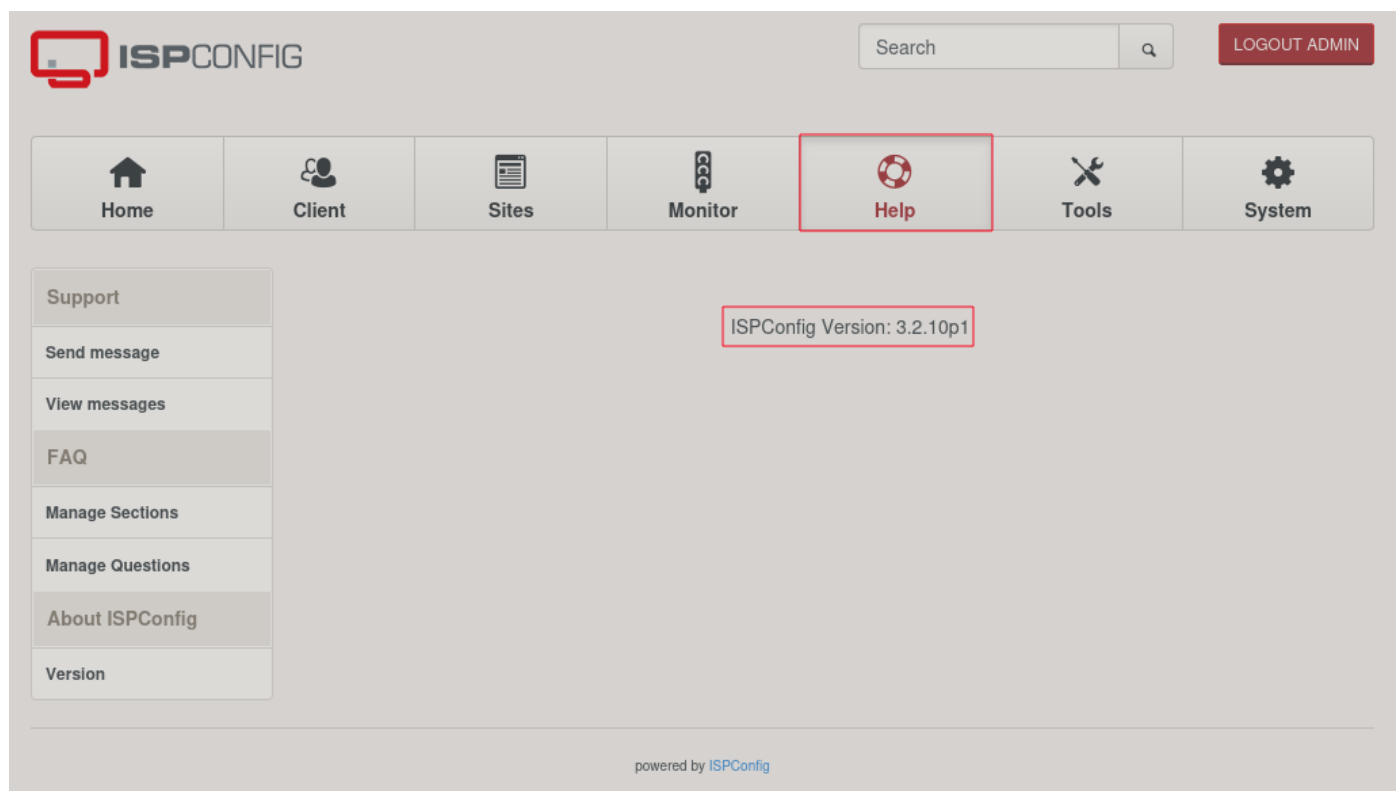 ISPCONFIG
Search
LOGOUT ADMIN
Home
Client
Sites
Monitor
Help
Tools
System
Support
Send message
View messages
FAQ
Manage Sections
Manage Questions
About ISPConfig
Version
ISPConfig Version: 3.2.10p1
powered by ISPConfig